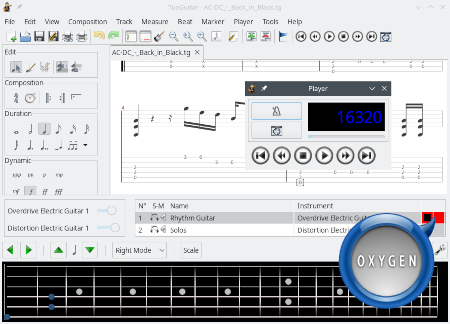 TuxGuitar - AC-DC_-_Back_in_Black.tg
File Edit View Composition Track Measure Beat Marker Player Tools Help
Edit
AC-DC_-_Back_in_Black.tg
Composition
Duration
Dynamic
Player
16320
Overdrive Electric Guitar 1
Distortion Electric Guitar 1
N° S-M Name Instrument
1 Rhythm Guitar Overdrive Electric Guitar
2 Solos Distortion Electric
Right Mode Scale
OXYGEN